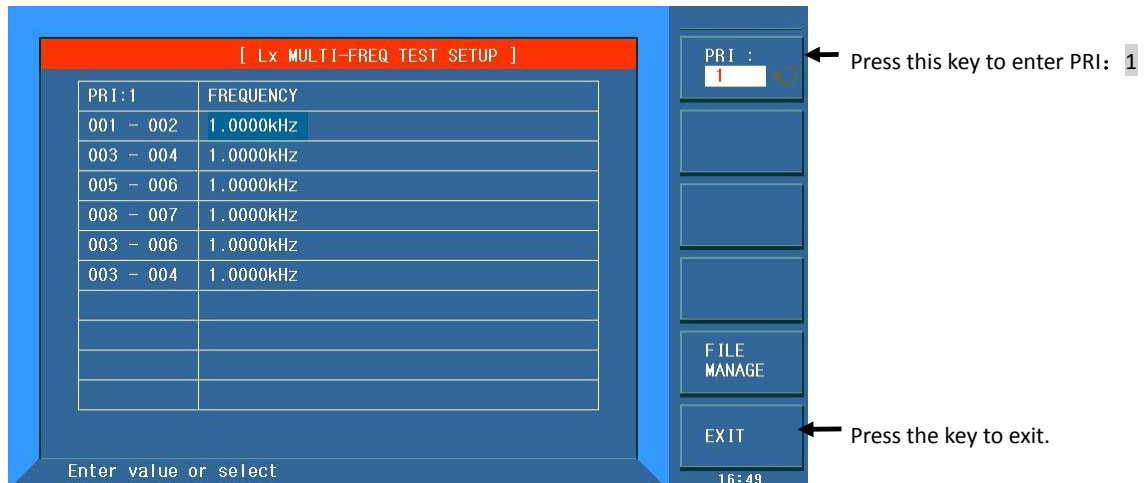 [ Lx MULTI-FREQ TEST SETUP ]
PRI:1 FREQUENCY
001 - 002 1.0000kHz
003 - 004 1.0000kHz
005 - 006 1.0000kHz
008 - 007 1.0000kHz
003 - 006 1.0000kHz
003 - 004 1.0000kHz
Enter value or select
PRI :
1
FILE
MANAGE
EXIT
16:49
Press this key to enter PRI: 1
Press the key to exit.